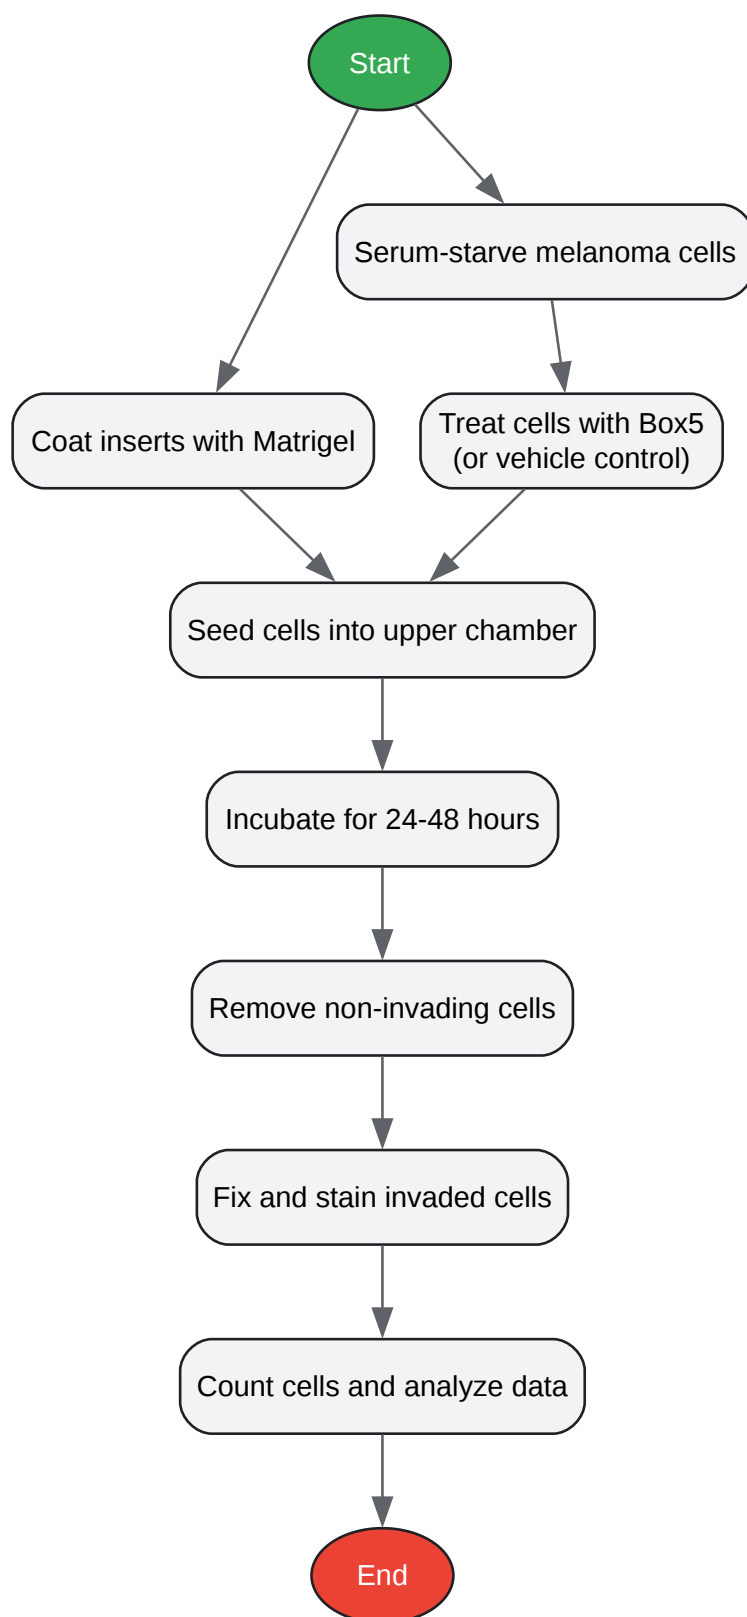 Start
Serum-starve melanoma cells
Coat inserts with Matrigel
Treat cells with Box5
(or vehicle control)
Seed cells into upper chamber
Incubate for 24-48 hours
Remove non-invading cells
Fix and stain invaded cells
Count cells and analyze data
End